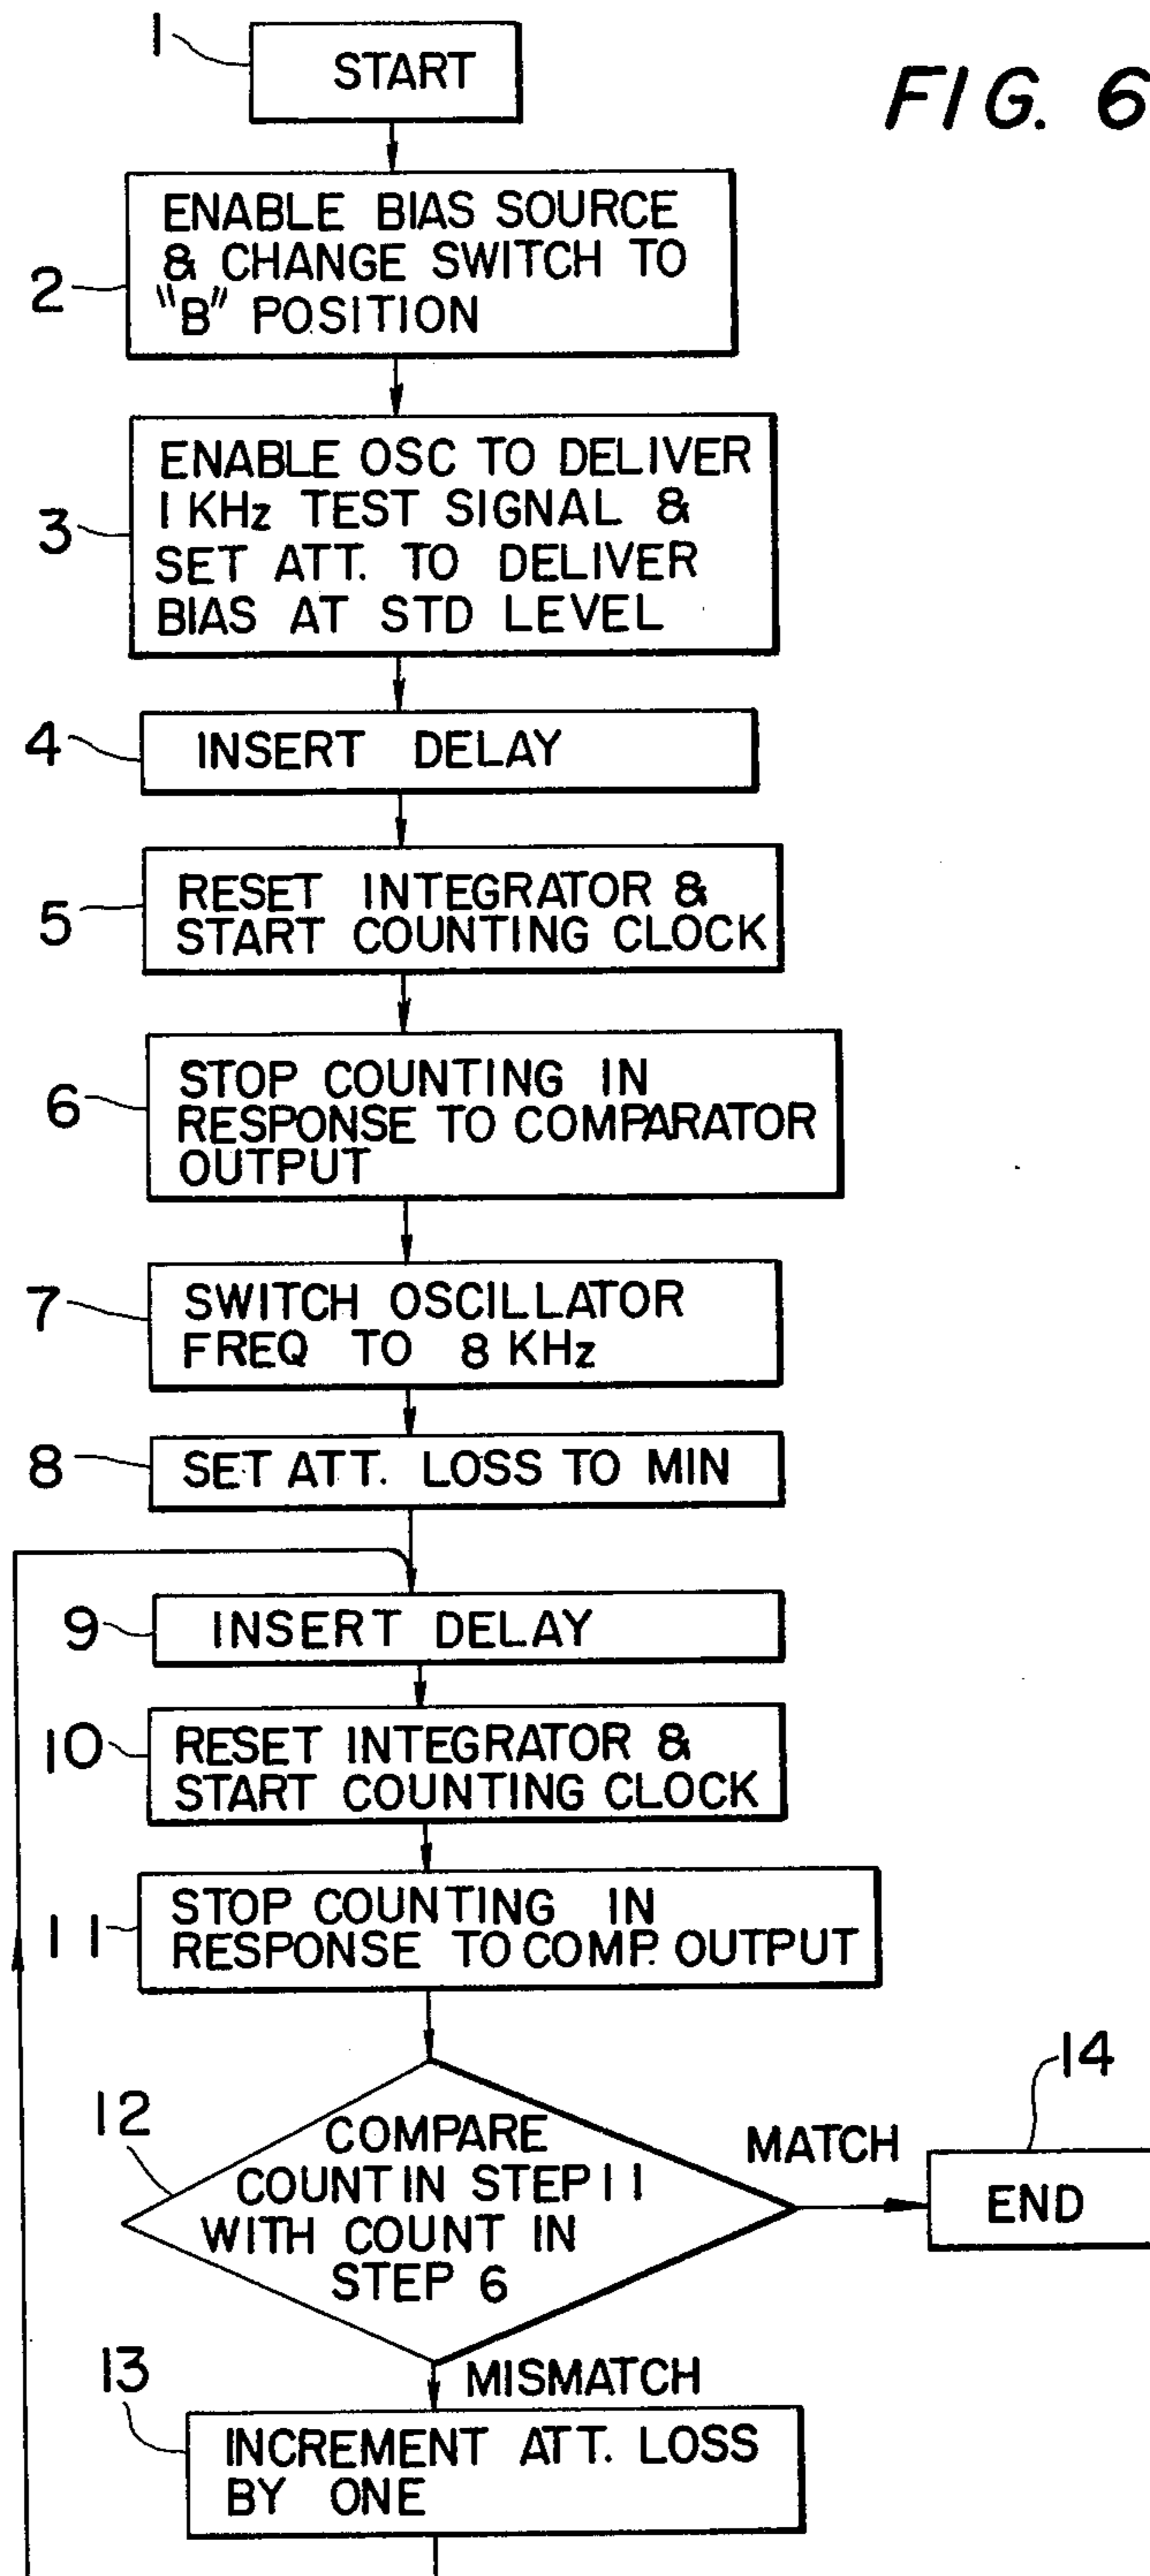 FIG. 6
1
START
2
ENABLE BIAS SOURCE
& CHANGE SWITCH TO
"B" POSITION
3
ENABLE OSC TO DELIVER
1 KHz TEST SIGNAL &
SET ATT. TO DELIVER
BIAS AT STD LEVEL
4
INSERT DELAY
5
RESET INTEGRATOR &
START COUNTING CLOCK
6
STOP COUNTING IN
RESPONSE TO COMPARATOR
OUTPUT
7
SWITCH OSCILLATOR
FREQ TO 8 KHz
8
SET ATT. LOSS TO MIN
9
INSERT DELAY
10
RESET INTEGRATOR &
START COUNTING CLOCK
11
STOP COUNTING IN
RESPONSE TO COMP. OUTPUT
12
COMPARE
COUNT IN STEP 11
WITH COUNT IN
STEP 6
MATCH
14
END
MISMATCH
13
INCREMENT ATT. LOSS
BY ONE